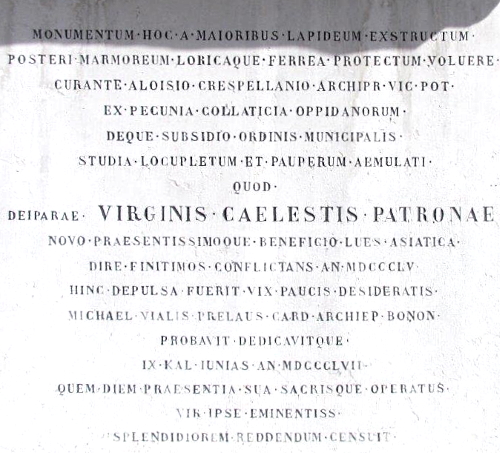 MONUMENTUM·HOC·A·MAIORIBUS·LAPIDEUM·EXSTRUCTUM·
POSTERI·MARMOREUM·LORICAQUE·FERREA·PROTECTUM·VOLUERE·
CURANTE·ALOISIO·CRESPELLANIO·ARCHIPR·VIC·POT·
EX·PECUNIA·COLLATICIA·OPPIDANORUM·
DEQUE·SUBSIDIO·ORDINIS·MUNICIPALIS·
STUDIA·LOCUPLETUM·ET·PAUPERUM·AEMULATI·
QUOD·
DEIPARAE·VIRGINIS·CAELESTIS·PATRONAE
NOVO·PRAESENTISSIMOQUE·BENEFICIO·LUES·ASIATICA·
DIRE·FINITIMOS·CONFLICTANS·AN·MDCCCLV·
HINC·DEPULSA·FUERIT·VIX·PAUCIS·DESIDERATIS·
MICHAEL·VIALIS·PRELAUS·CARD·ARCHIEP·BONON·
PROBAVIT·DEDICAVITQUE·
IX·KAL·IUNIAS·AN·MDCCCLVII·
QUEM·DIEM·PRAESENTIA·SUA·SACRISQUE·OPERATUS·
VIR·IPSE·EMINENTISS·
SPLENDIDIOREM·REDDENDUM·CENSUIT·